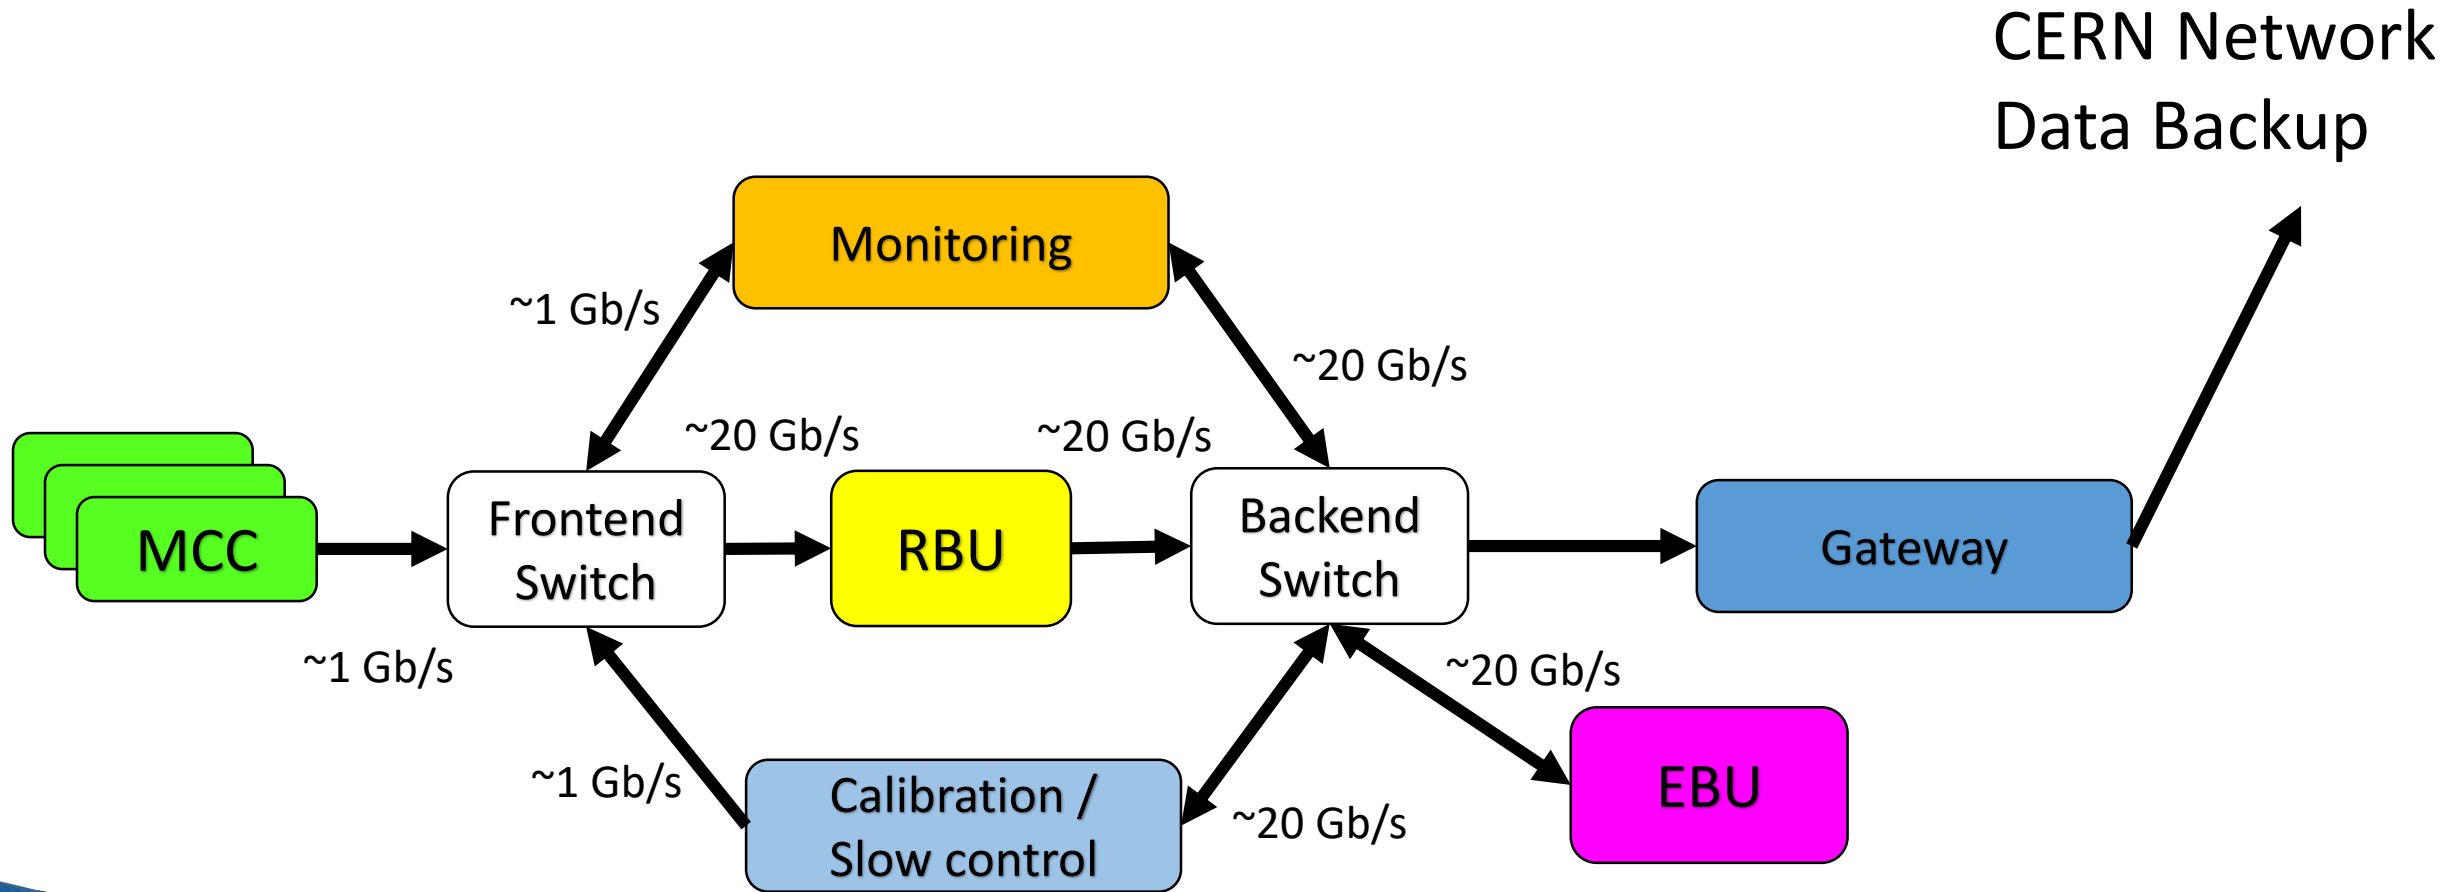 CERN Network
Data Backup
Monitoring
~1 Gb/s
~20 Gb/s
~20 Gb/s
~20 Gb/s
MCC
Frontend
Switch
RBU
Backend
Switch
Gateway
~1 Gb/s
~20 Gb/s
~1 Gb/s
Calibration /
Slow control
~20 Gb/s
EBU